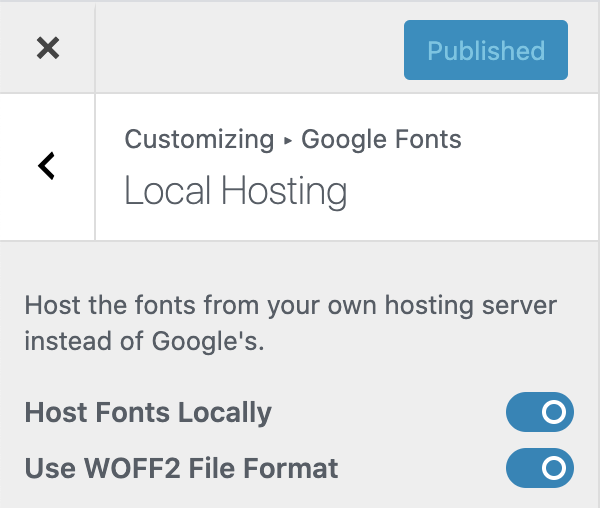 Published
Customizing ▸ Google Fonts
Local Hosting
Host the fonts from your own hosting server
instead of Google's.
Host Fonts Locally
Use WOFF2 File Format